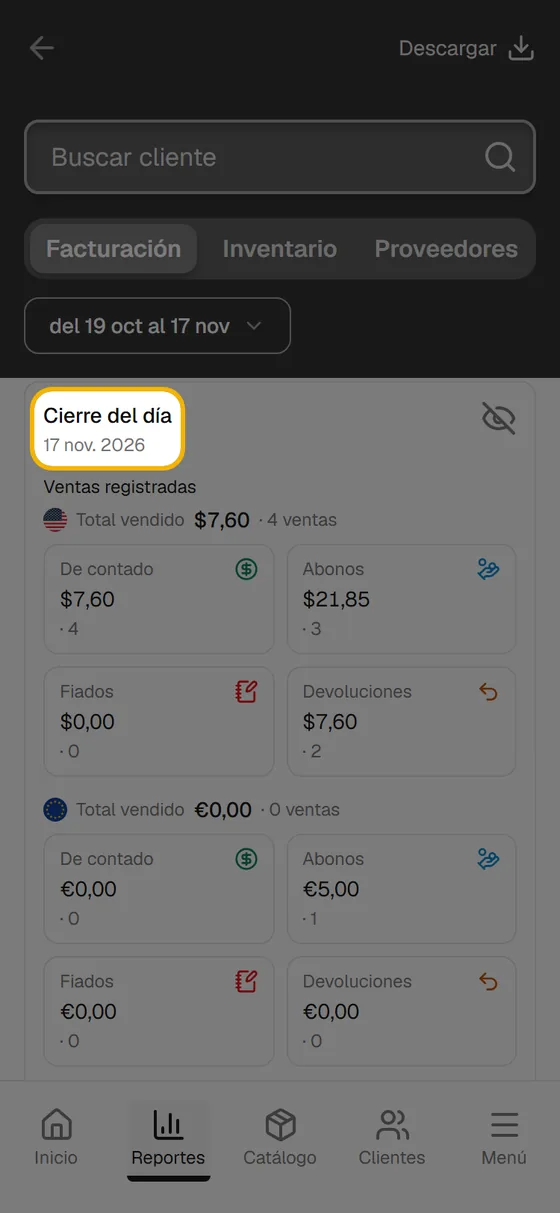 Descargar
Buscar cliente
Facturación Inventario Proveedores
del 19 oct al 17 nov
Cierre del día
17 nov. 2026
Ventas registradas
Total vendido $7,60 · 4 ventas
De contado Abonos
$7,60 $21,85
· 4 · 3
Fiados Devoluciones
$0,00 $7,60
· 0 · 2
Total vendido €0,00 · 0 ventas
De contado Abonos
€0,00 €5,00
· 0 · 1
Fiados Devoluciones
€0,00 €0,00
· 0 · 0
Inicio Reportes Catálogo Clientes Menú